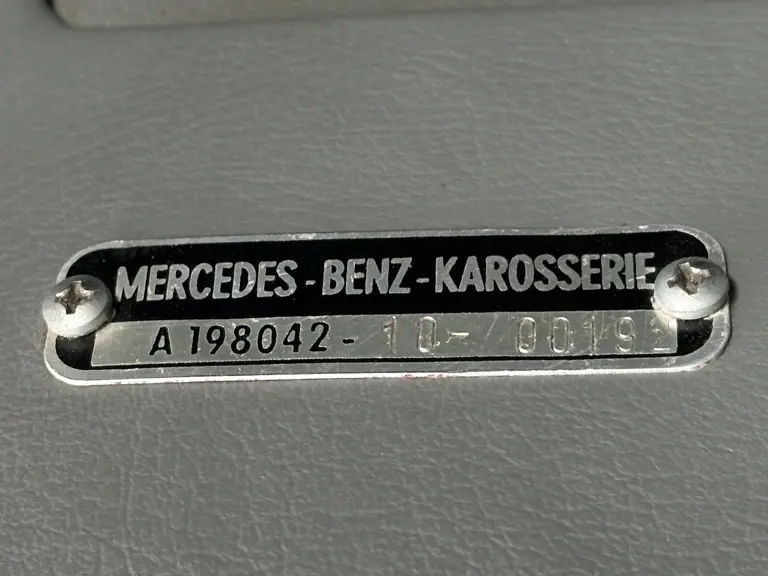 MERCEDES-BENZ-KAROSSERIE
A 198042-10-00192